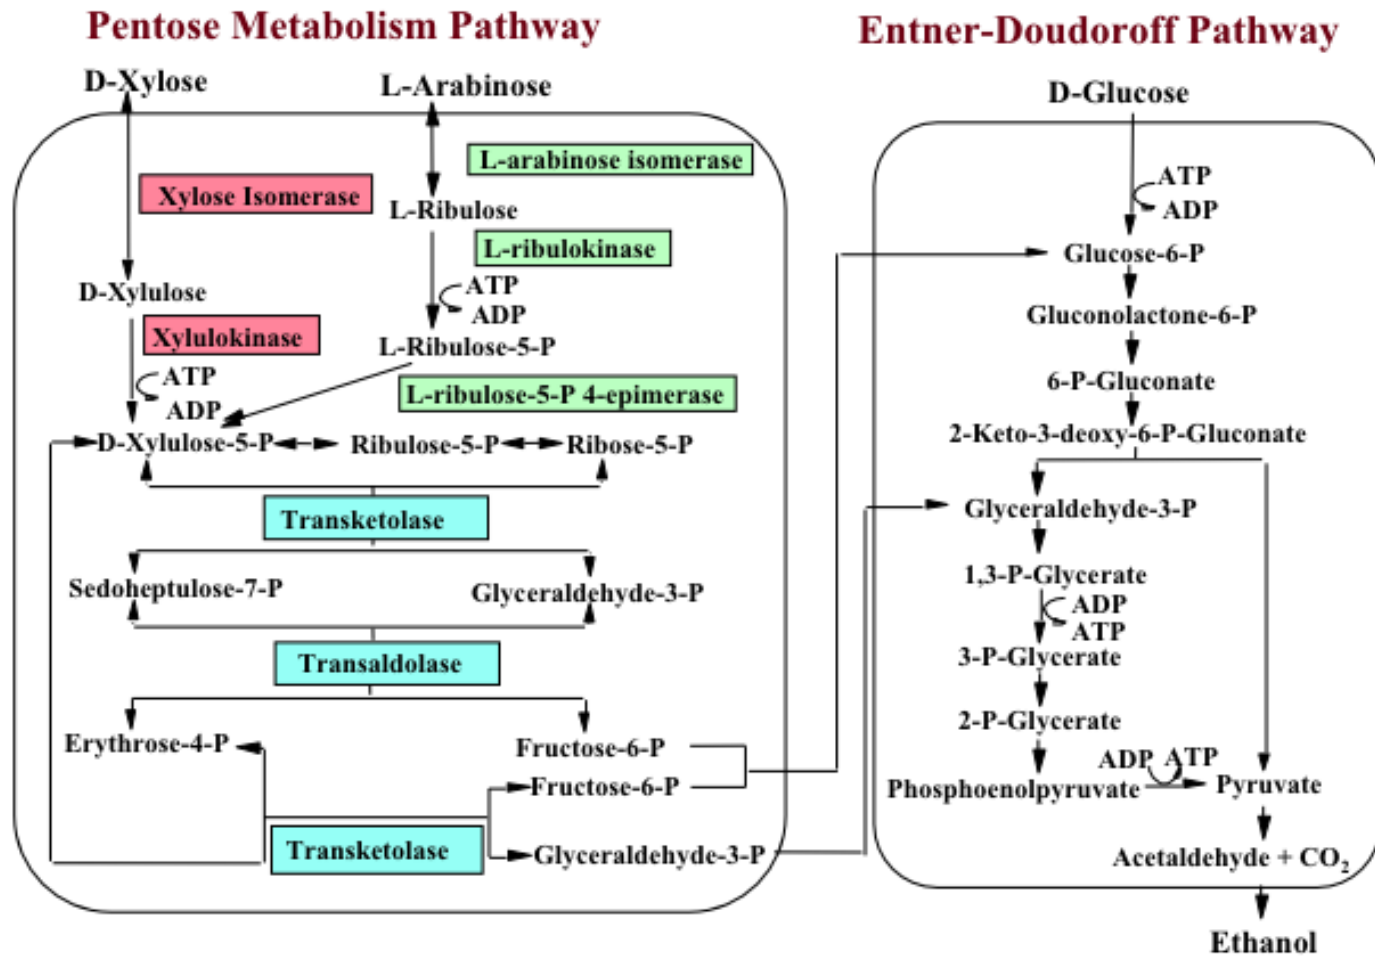 Pentose Metabolism Pathway
D-Xylose
L-Arabinose
L-arabinose isomerase
Xylose Isomerase
L-Ribulose
L-ribulokinase
D-Xylulose
ATP
ADP
Xylulokinase
L-Ribulose-5-P
ATP
ADP
L-ribulose-5-P 4-epimerase
D-Xylulose-5-P
Ribulose-5-P
Ribose-5-P
Transketolase
Sedoheptulose-7-P
Glyceraldehyde-3-P
Transaldolase
Erythrose-4-P
Fructose-6-P
Fructose-6-P
Transketolase
Glyceraldehyde-3-P
Entner-Doudoroff Pathway
D-Glucose
ATP
ADP
Glucose-6-P
Gluconolactone-6-P
6-P-Gluconate
2-Keto-3-deoxy-6-P-Gluconate
Glyceraldehyde-3-P
1,3-P-Glycerate
ADP
ATP
3-P-Glycerate
2-P-Glycerate
ADP
ATP
Phosphoenolpyruvate
Pyruvate
Acetaldehyde + CO₂
Ethanol